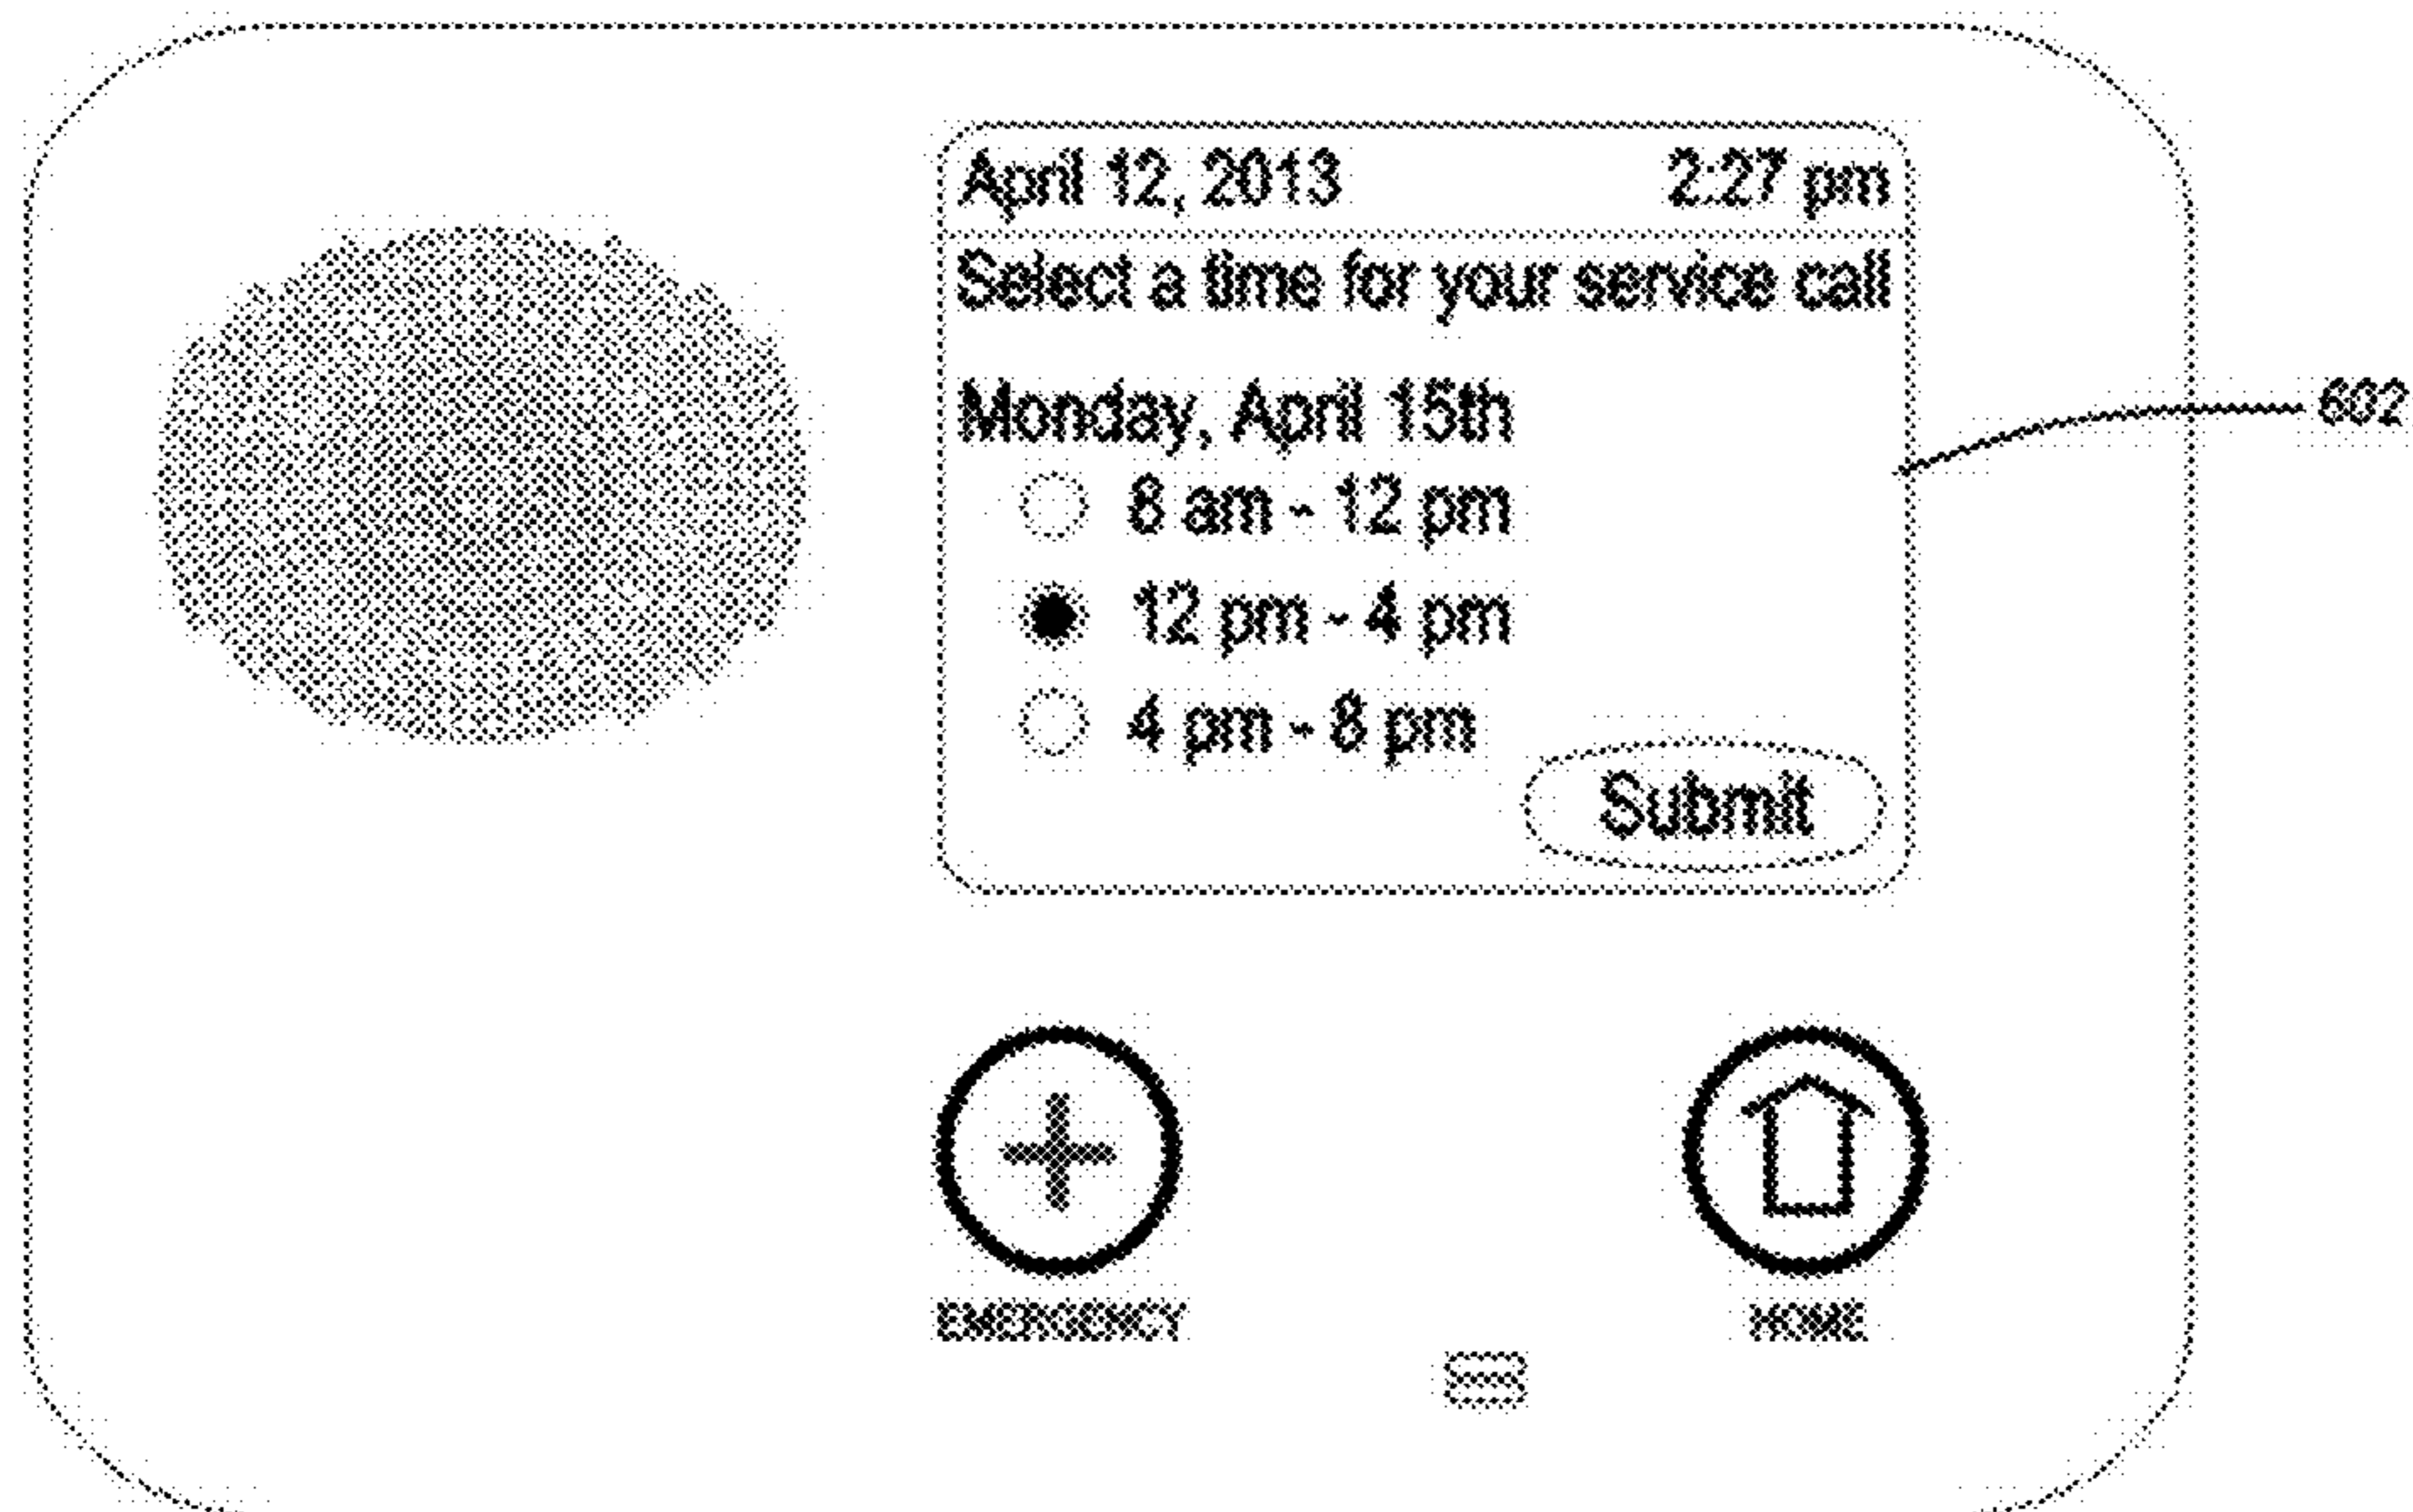 April 12, 2013 2:27 pm
Select a time for your service call
Monday, April 15th
8 am - 12 pm
12 pm - 4 pm
4 pm - 8 pm
Submit
602
EMERGENCY HOME